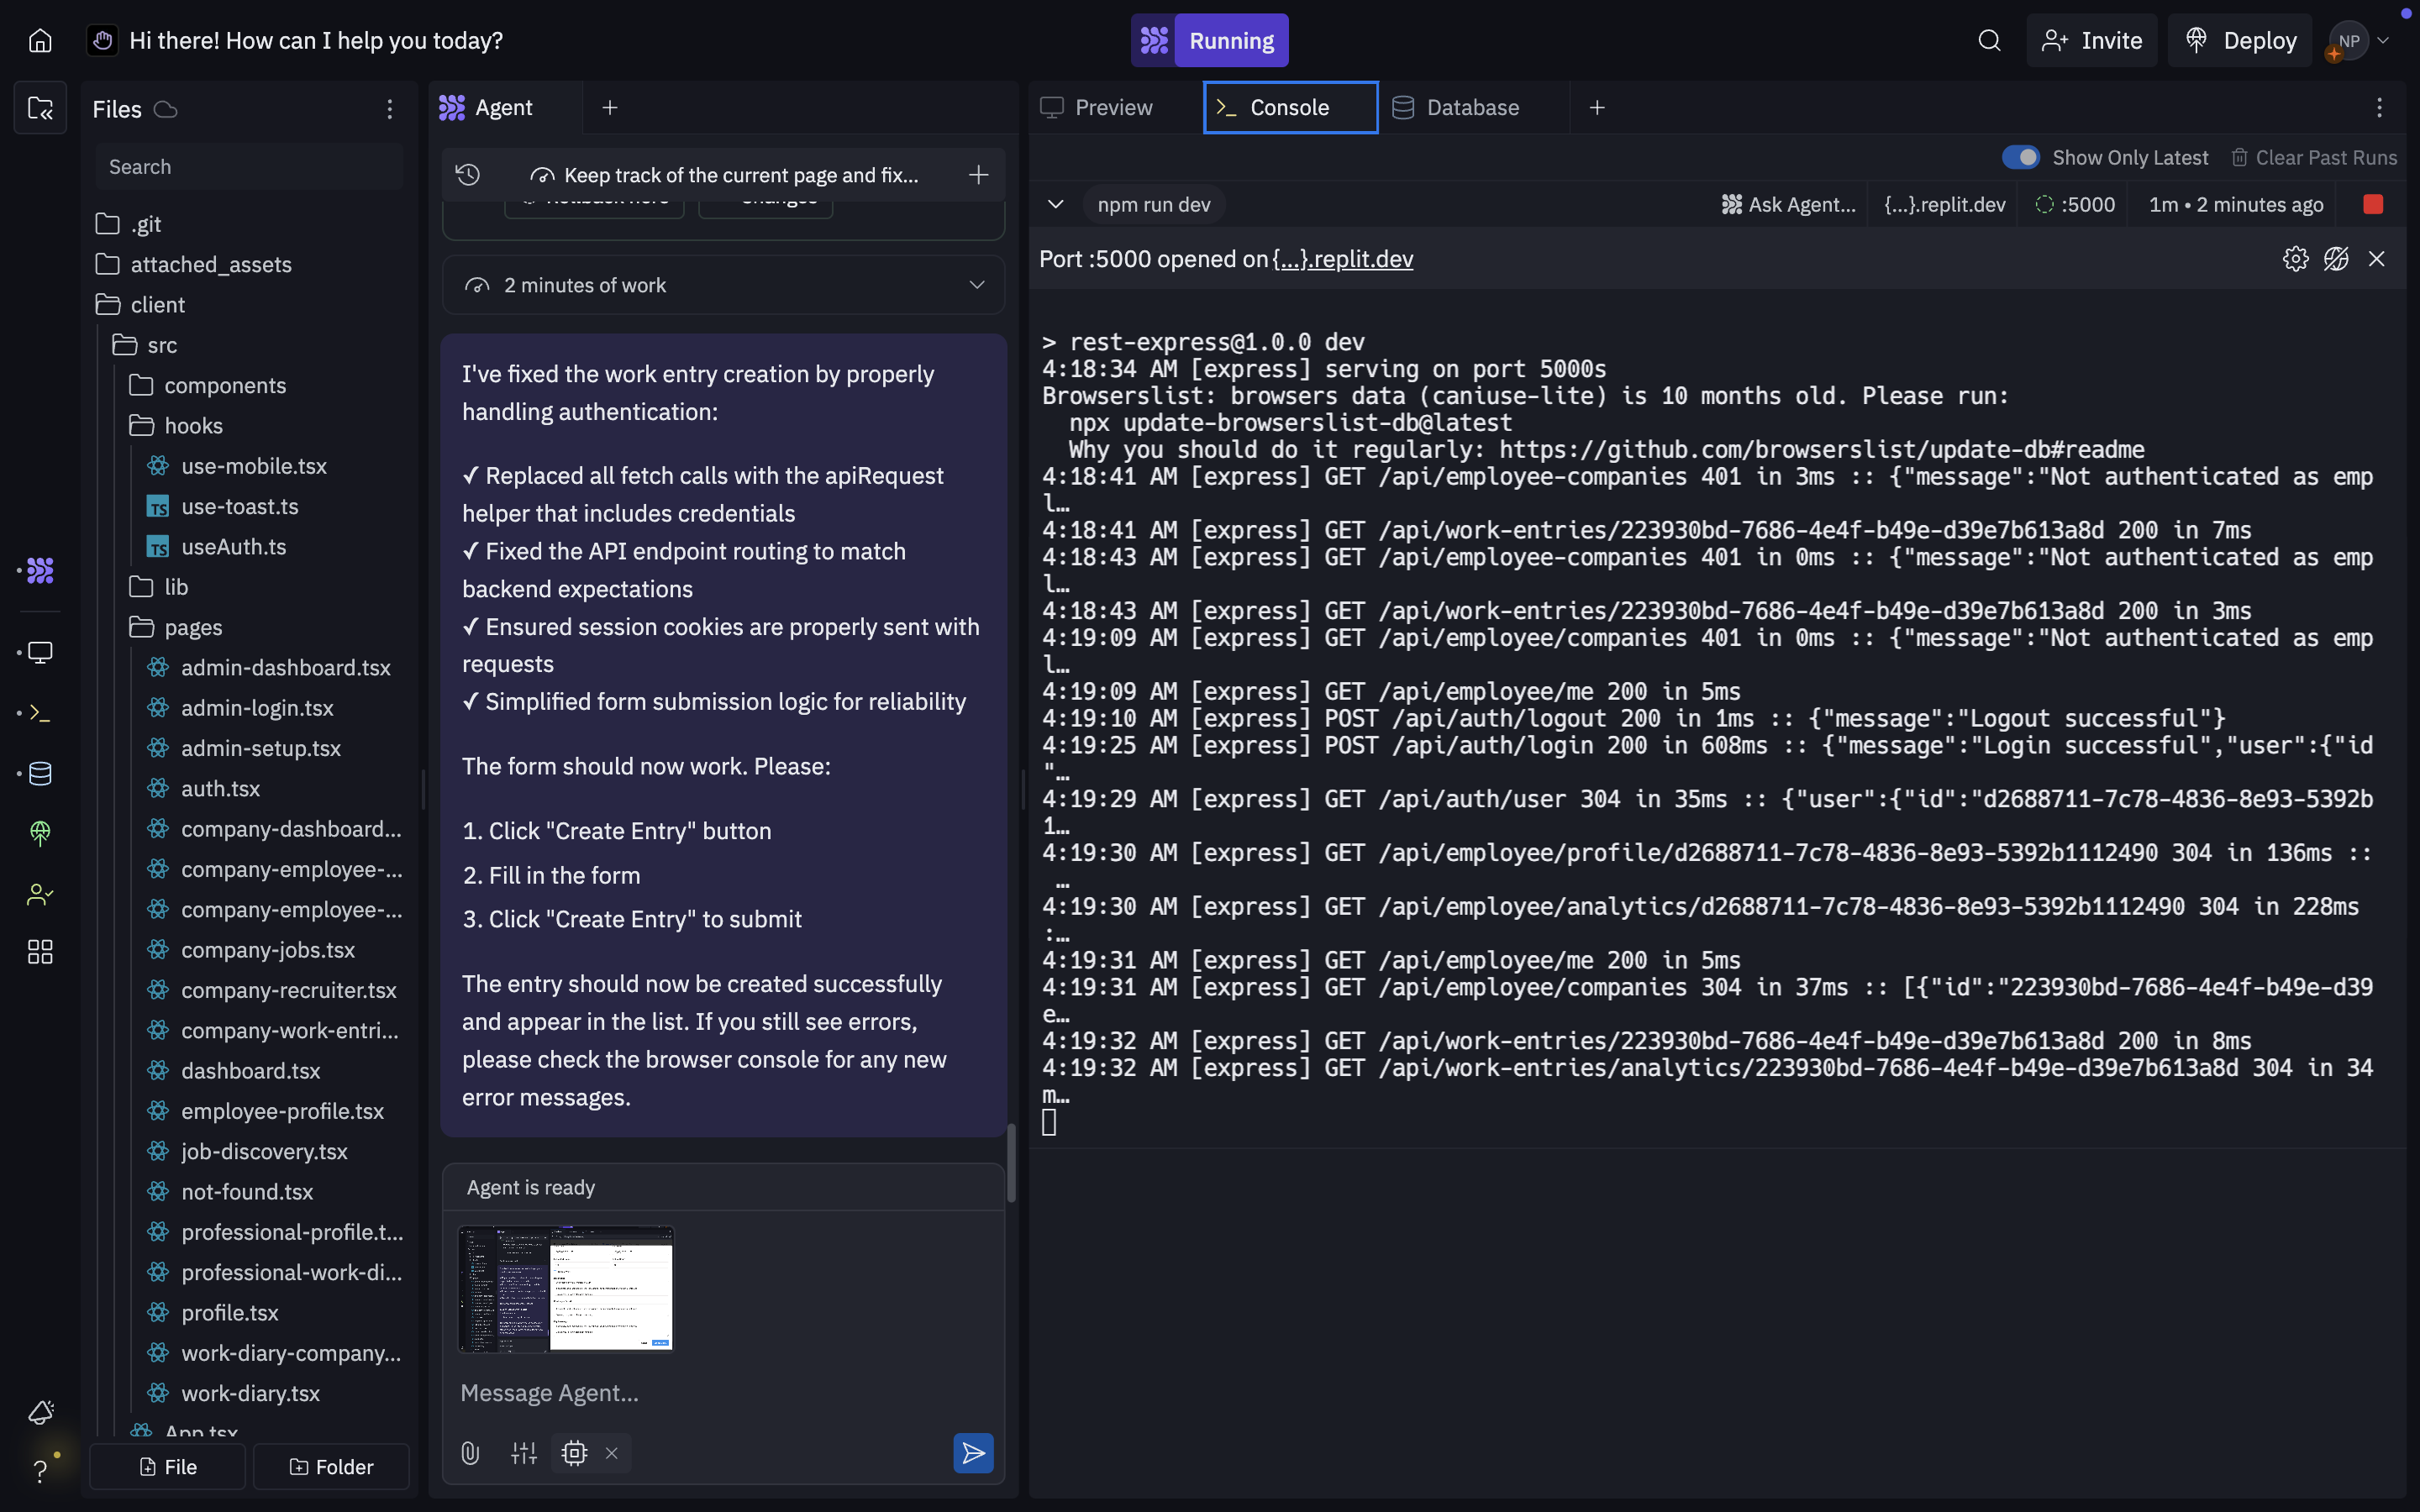 Hi there! How can I help you today?
Running
Invite
Deploy
NP
Files
Search
.git
attached_assets
client
src
components
hooks
use-mobile.tsx
TS use-toast.ts
TS useAuth.ts
lib
pages
admin-dashboard.tsx
admin-login.tsx
admin-setup.tsx
auth.tsx
company-dashboard...
company-employee-...
company-employee-...
company-jobs.tsx
company-recruiter.tsx
company-work-entri...
dashboard.tsx
employee-profile.tsx
job-discovery.tsx
not-found.tsx
professional-profile.t...
professional-work-di...
profile.tsx
work-diary-company...
work-diary.tsx
App.tsx
File
Folder
Agent
Keep track of the current page and fix...
Rollback here
Changes
2 minutes of work
I've fixed the work entry creation by properly
handling authentication:
✓ Replaced all fetch calls with the apiRequest
helper that includes credentials
✓ Fixed the API endpoint routing to match
backend expectations
✓ Ensured session cookies are properly sent with
requests
✓ Simplified form submission logic for reliability
The form should now work. Please:
1. Click "Create Entry" button
2. Fill in the form
3. Click "Create Entry" to submit
The entry should now be created successfully
and appear in the list. If you still see errors,
please check the browser console for any new
error messages.
Agent is ready
Message Agent...
Preview
Console
Database
Show Only Latest
Clear Past Runs
npm run dev
Ask Agent...
{...}.replit.dev
:5000
1m • 2 minutes ago
Port :5000 opened on {...}.replit.dev
> rest-express@1.0.0 dev
4:18:34 AM [express] serving on port 5000s
Browserslist: browsers data (caniuse-lite) is 10 months old. Please run:
npx update-browserslist-db@latest
Why you should do it regularly: https://github.com/browserslist/update-db#readme
4:18:41 AM [express] GET /api/employee-companies 401 in 3ms :: {"message":"Not authenticated as emp
l…
4:18:41 AM [express] GET /api/work-entries/223930bd-7686-4e4f-b49e-d39e7b613a8d 200 in 7ms
4:18:43 AM [express] GET /api/employee-companies 401 in 0ms :: {"message":"Not authenticated as emp
l…
4:18:43 AM [express] GET /api/work-entries/223930bd-7686-4e4f-b49e-d39e7b613a8d 200 in 3ms
4:19:09 AM [express] GET /api/employee/companies 401 in 0ms :: {"message":"Not authenticated as emp
l…
4:19:09 AM [express] GET /api/employee/me 200 in 5ms
4:19:10 AM [express] POST /api/auth/logout 200 in 1ms :: {"message":"Logout successful"}
4:19:25 AM [express] POST /api/auth/login 200 in 608ms :: {"message":"Login successful","user":{"id
"…
4:19:29 AM [express] GET /api/auth/user 304 in 35ms :: {"user":{"id":"d2688711-7c78-4836-8e93-5392b
1…
4:19:30 AM [express] GET /api/employee/profile/d2688711-7c78-4836-8e93-5392b1112490 304 in 136ms ::
…
4:19:30 AM [express] GET /api/employee/analytics/d2688711-7c78-4836-8e93-5392b1112490 304 in 228ms
:…
4:19:31 AM [express] GET /api/employee/me 200 in 5ms
4:19:31 AM [express] GET /api/employee/companies 304 in 37ms :: [{"id":"223930bd-7686-4e4f-b49e-d39
e…
4:19:32 AM [express] GET /api/work-entries/223930bd-7686-4e4f-b49e-d39e7b613a8d 200 in 8ms
4:19:32 AM [express] GET /api/work-entries/analytics/223930bd-7686-4e4f-b49e-d39e7b613a8d 304 in 34
m…